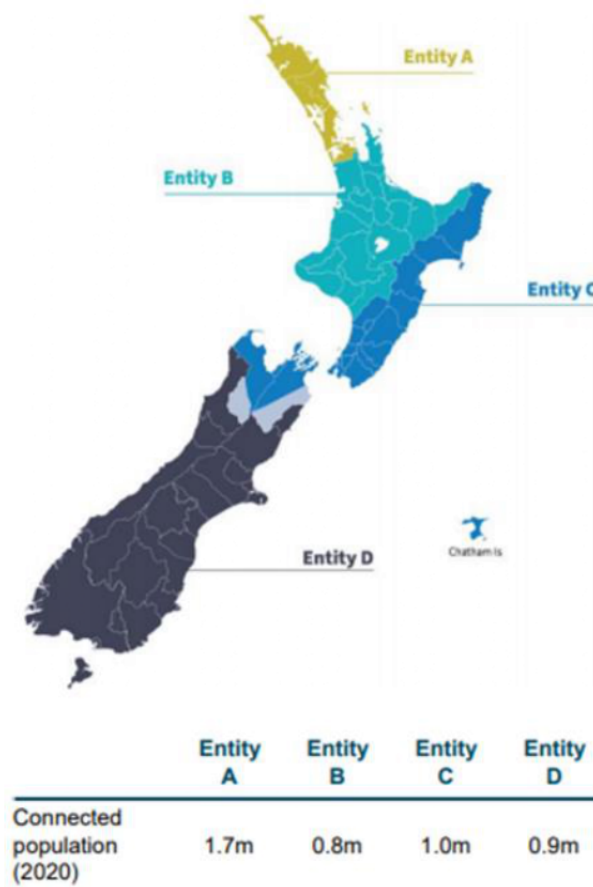 Entity A
Entity B
Entity C
Chatham Is
Entity D
Entity Entity Entity Entity
A B C D
Connected
population 1.7m 0.8m 1.0m 0.9m
(2020)